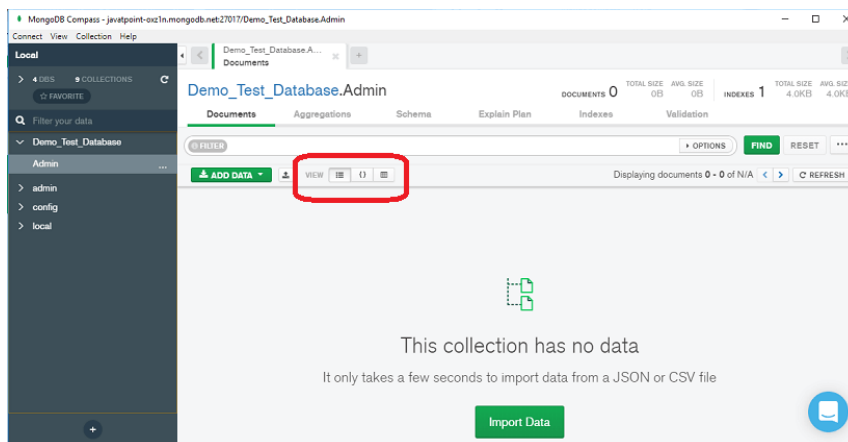 MongoDB Compass - javatpoint-oxz1n.mongodb.net:27017/Demo_Test_Database.Admin
Connect View Collection Help
Local
4 DBS 9 COLLECTIONS
FAVORITE
Filter your data
Demo_Test_Database
Admin
...
admin
config
local
+
Demo_Test_Database.A...
Documents
+
Demo_Test_Database.Admin
DOCUMENTS 0
TOTAL SIZE AVG. SIZE
0B 0B
INDEXES 1
TOTAL SIZE AVG. SIZ
4.0KB 4.0KB
Documents Aggregations Schema Explain Plan Indexes Validation
FILTER
OPTIONS FIND RESET ...
ADD DATA
VIEW {}
Displaying documents 0 - 0 of N/A < > REFRESH
This collection has no data
It only takes a few seconds to import data from a JSON or CSV file
Import Data